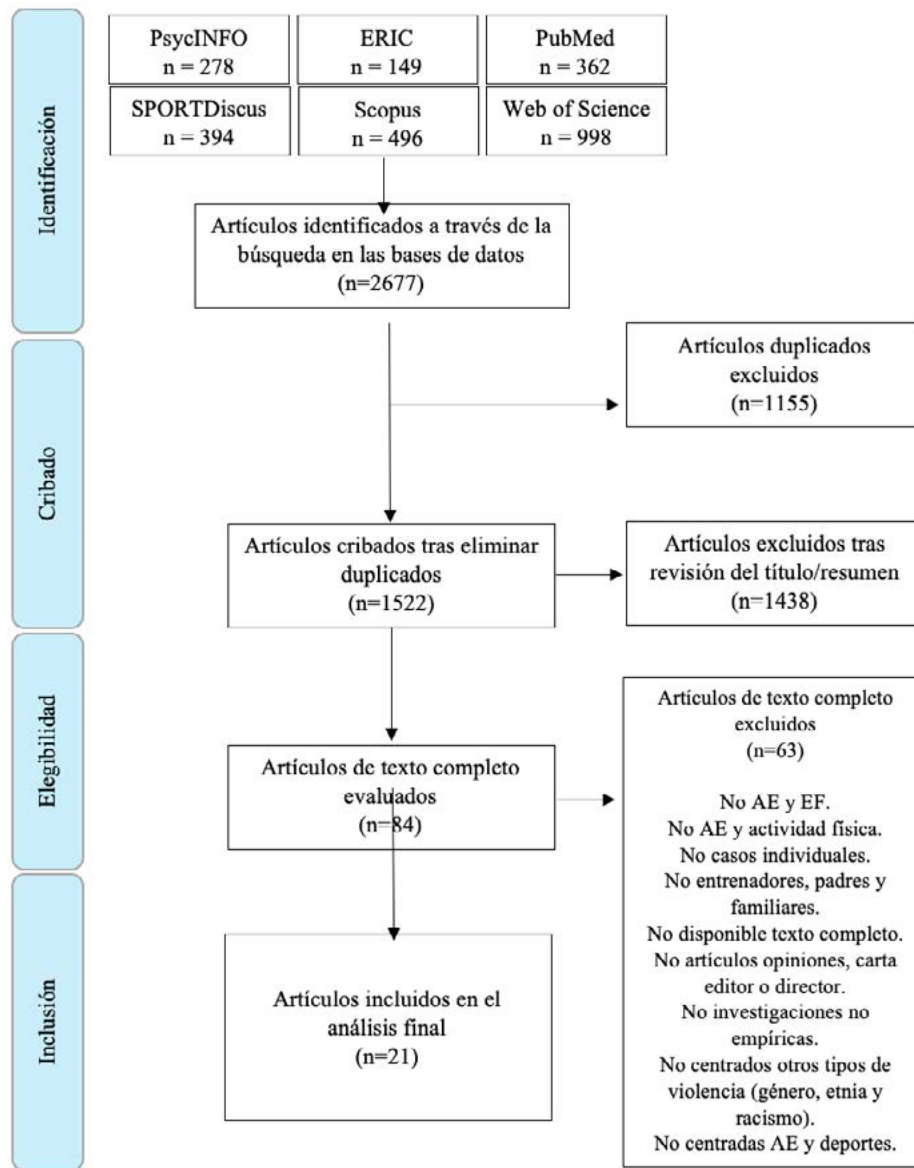 Identificación
PsycINFO
n = 278
ERIC
n = 149
PubMed
n = 362
SPORTDiscus
n = 394
Scopus
n = 496
Web of Science
n = 998
Artículos identificados a través de la
búsqueda en las bases de datos
(n=2677)
Cribado
Artículos duplicados
excluidos
(n=1155)
Artículos cribados tras eliminar
duplicados
(n=1522)
Artículos excluidos tras
revisión del título/resumen
(n=1438)
Elegibilidad
Artículos de texto completo
evaluados
(n=84)
Artículos de texto completo
excluidos
(n=63)
No AE y EF.
No AE y actividad física.
No casos individuales.
No entrenadores, padres y
familiares.
No disponible texto completo.
No artículos opiniones, carta
editor o director.
No investigaciones no
empíricas.
No centrados otros tipos de
violencia (género, etnia y
racismo).
No centradas AE y deportes.
Inclusión
Artículos incluidos en el
análisis final
(n=21)